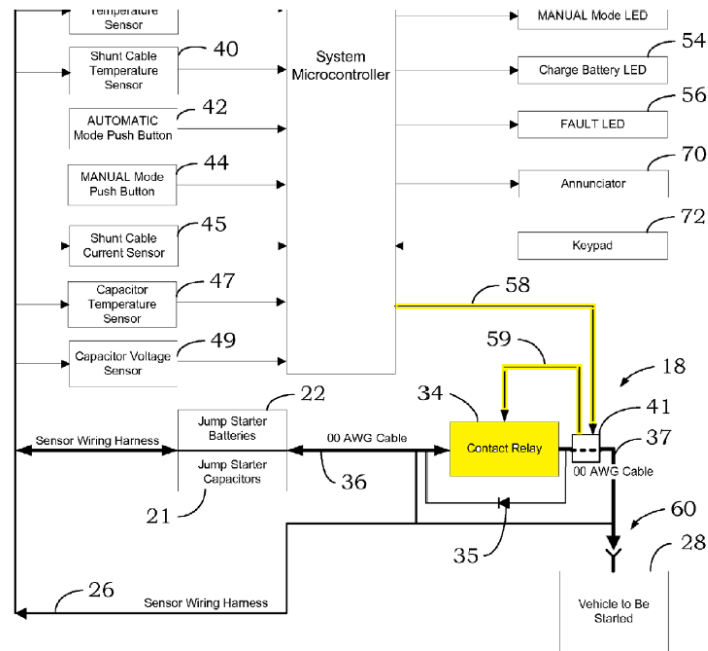 Temperature
Sensor
Shunt Cable
Temperature
Sensor
40
AUTOMATIC
Mode Push Button
42
MANUAL Mode
Push Button
44
Shunt Cable
Current Sensor
45
Capacitor
Temperature
Sensor
47
Capacitor Voltage
Sensor
49
System
Microcontroller
MANUAL Mode LED
Charge Battery LED
54
FAULT LED
56
Annunciator
70
Keypad
72
58
59
18
22
34
41
Jump Starter
Batteries
Sensor Wiring Harness
00 AWG Cable
Contact Relay
37
Jump Starter
Capacitors
36
00 AWG Cable
21
35
60
28
26
Sensor Wiring Harness
Vehicle to Be
Started